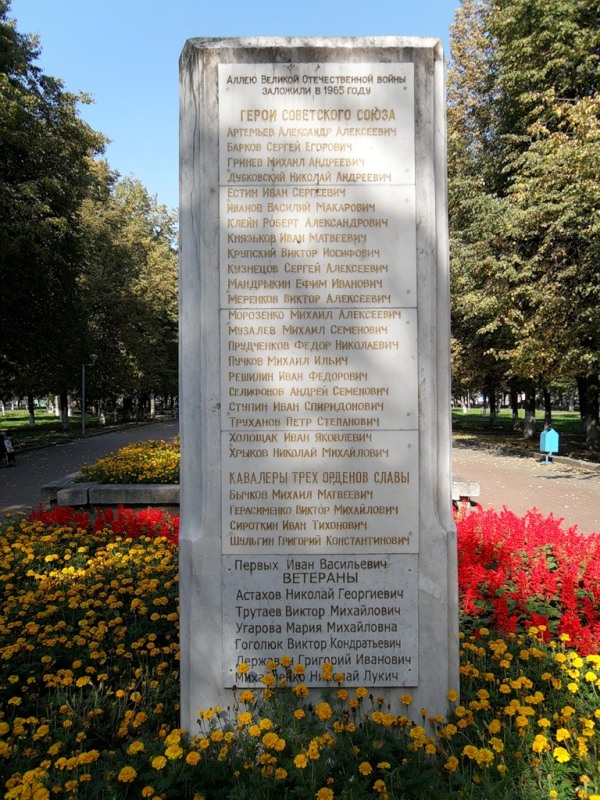 Аллею Великой Отечественной войны
заложили в 1965 году
ГЕРОИ СОВЕТСКОГО СОЮЗА
Артемьев Александр Алексеевич
Барков Сергей Егорович
Гринев Михаил Андреевич
Дубковский Николай Андреевич
Естин Иван Сергеевич
Иванов Василий Макарович
Клейн Роберт Александрович
Князьков Иван Матвеевич
Крупский Виктор Иосифович
Кузнецов Сергей Алексеевич
Мандрыкин Ефим Иванович
Меренков Виктор Алексеевич
Морозенко Михаил Алексеевич
Музалев Михаил Семенович
Прудченков Федор Николаевич
Пучков Михаил Ильич
Решилин Иван Федорович
Селифонов Андрей Семенович
Ступин Иван Спиридонович
Труханов Петр Степанович
Холощак Иван Яковлевич
Хрыков Николай Михайлович
КАВАЛЕРЫ ТРЕХ ОРДЕНОВ СЛАВЫ
Бычков Михаил Матвеевич
Герасименко Виктор Михайлович
Сироткин Иван Тихонович
Шульгин Григорий Константинович
Первых Иван Васильевич
ВЕТЕРАНЫ
Астахов Николай Георгиевич
Трутаев Виктор Михайлович
Угарова Мария Михайловна
Гоголюк Виктор Кондратьевич
Григорий Иванович
Николай Лукич